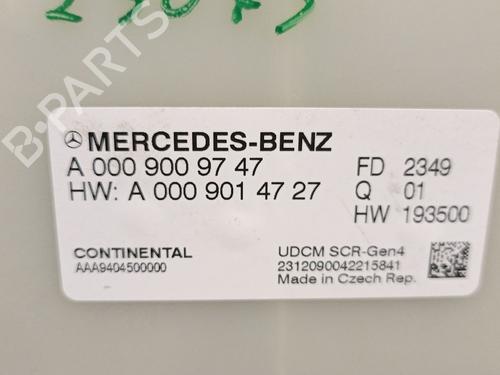 MERCEDES-BENZ
A 000 900 97 47 FD 2349
HW: A 000 901 47 27 Q 01
HW 193500
CONTINENTAL UDCM SCR-Gen4
AAA9404500000 2312090042215841
Made in Czech Rep.
B-PARTS